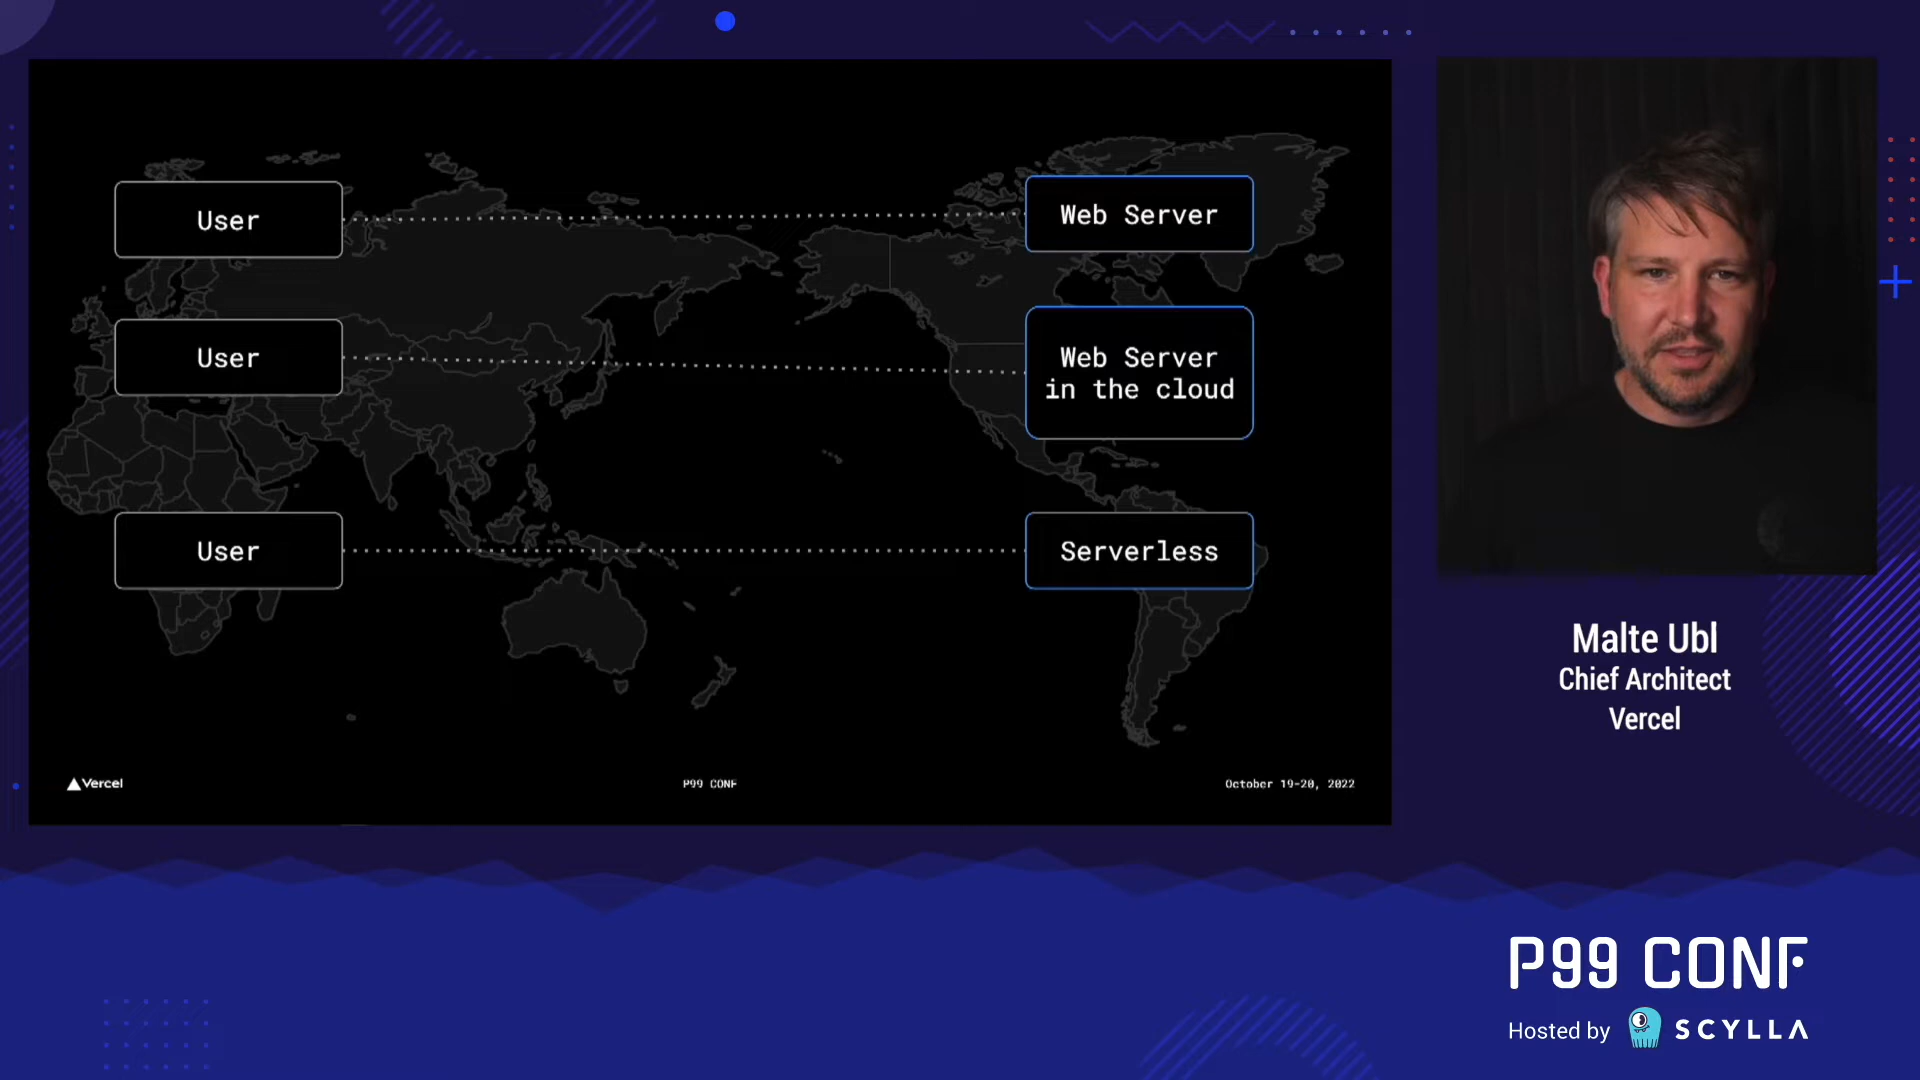 User
Web Server
User
Web Server
in the cloud
User
Serverless
Vercel
P99 CONF
October 19-20, 2022
Malte Ubl
Chief Architect
Vercel
P99 CONF
Hosted by SCYLLA